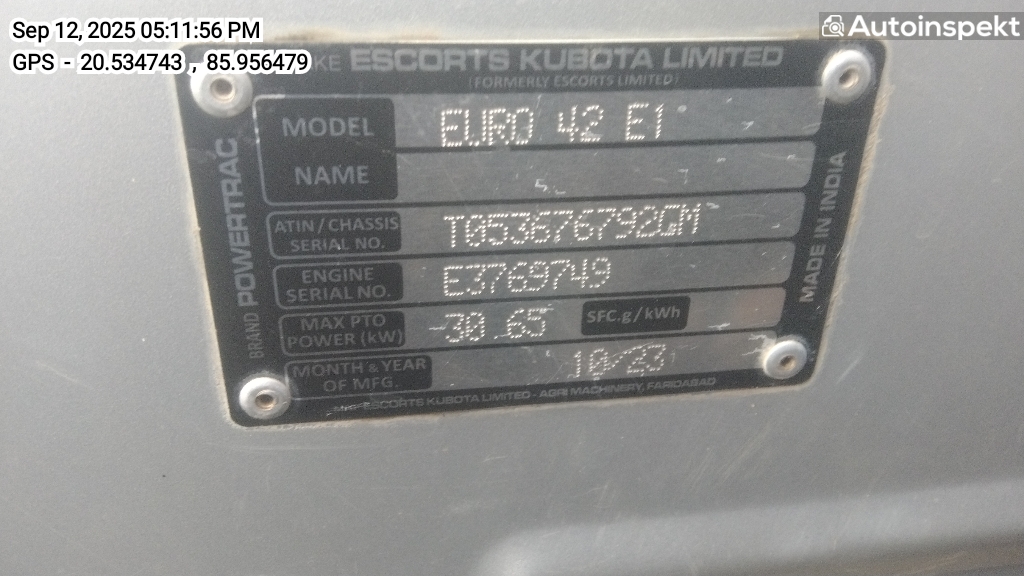 Sep 12, 2025 05:11:56 PM
GPS - 20.534743 , 85.956479
Autoinspekt
KE ESCORTS KUBOTA LIMITED
(FORMERLY ESCORTS LIMITED)
BRAND POWERTRAC
MODEL EURO 42 E1
NAME
ATIN / CHASSIS
SERIAL NO. T053676792GM
ENGINE
SERIAL NO. E3769749
MAX PTO
POWER (kW) 30.65 SFC.g/kWh
MONTH & YEAR
OF MFG. 10/23
MADE IN INDIA
ESCORTS KUBOTA LIMITED - AGRI MACHINERY, FARIDABAD